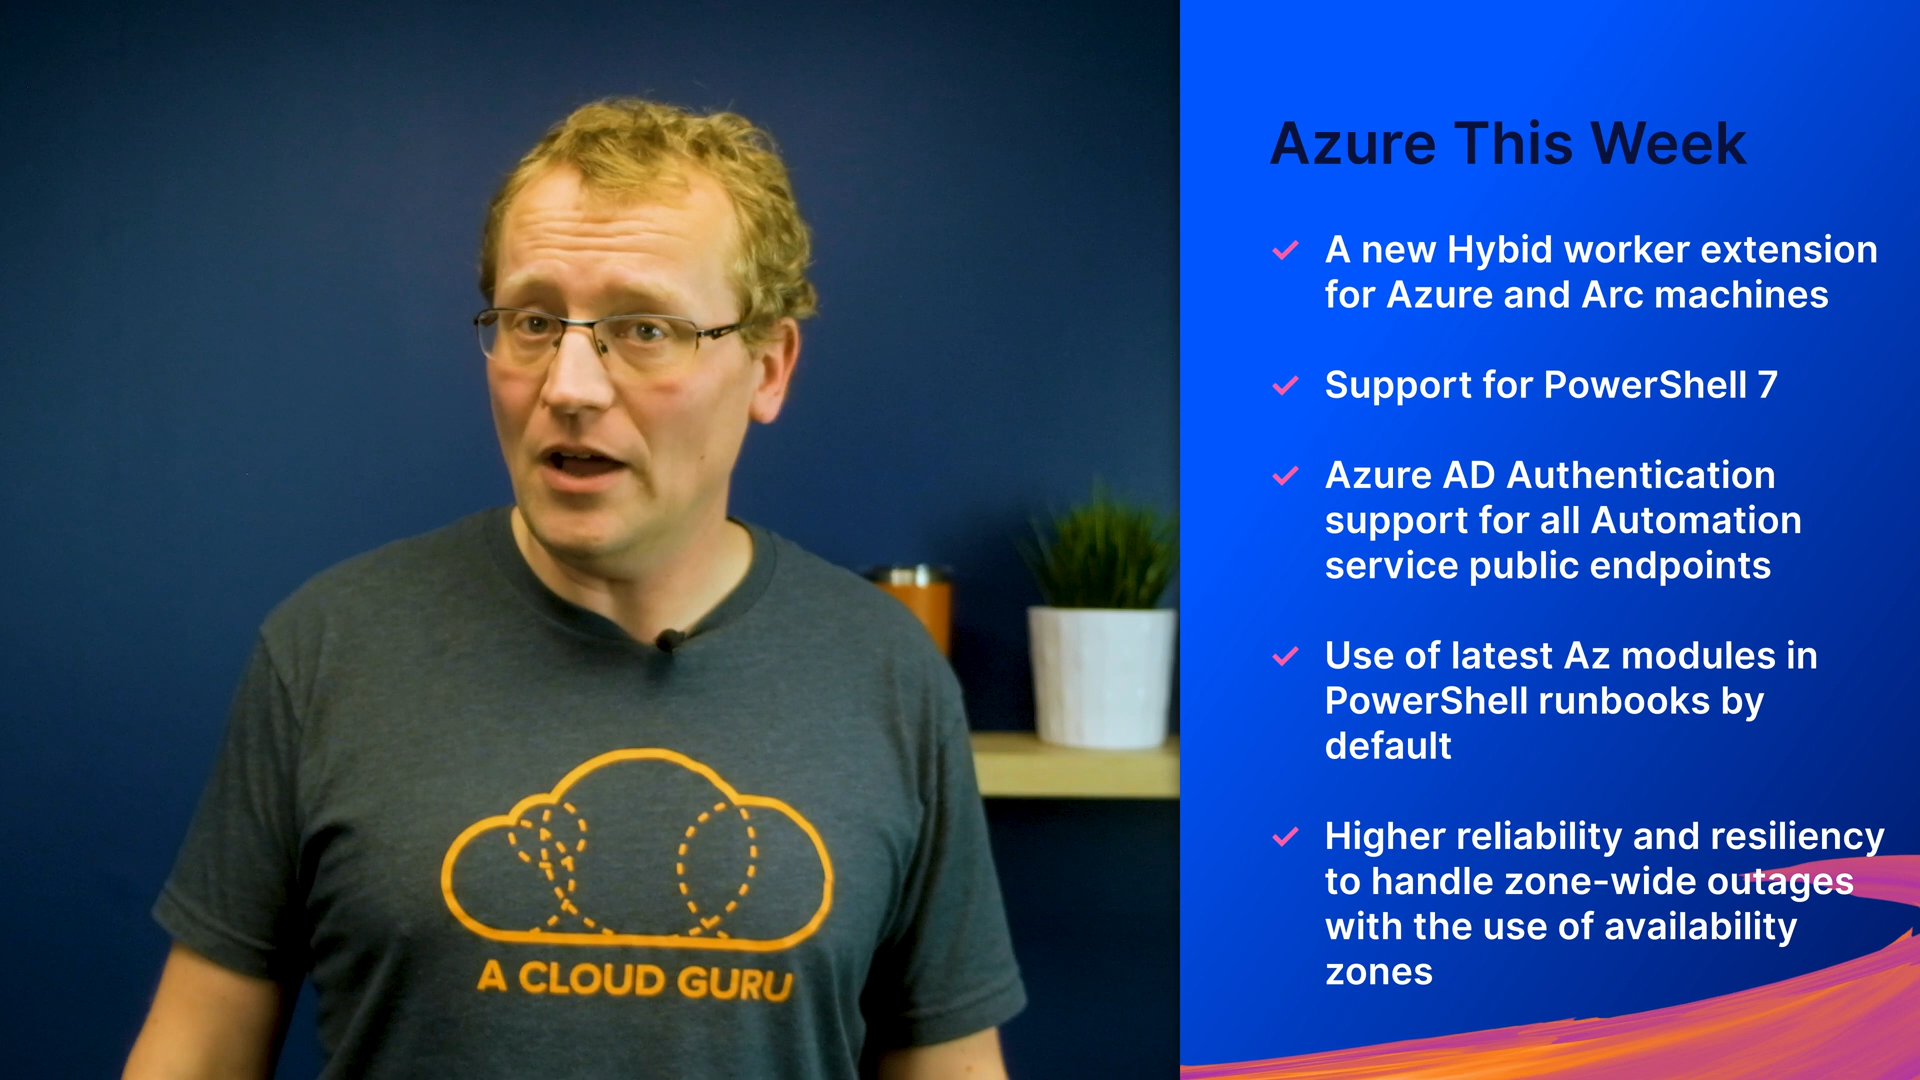 Azure This Week
A new Hybid worker extension
for Azure and Arc machines
Support for PowerShell 7
Azure AD Authentication
support for all Automation
service public endpoints
Use of latest Az modules in
PowerShell runbooks by
default
Higher reliability and resiliency
to handle zone-wide outages
with the use of availability
zones
A CLOUD GURU